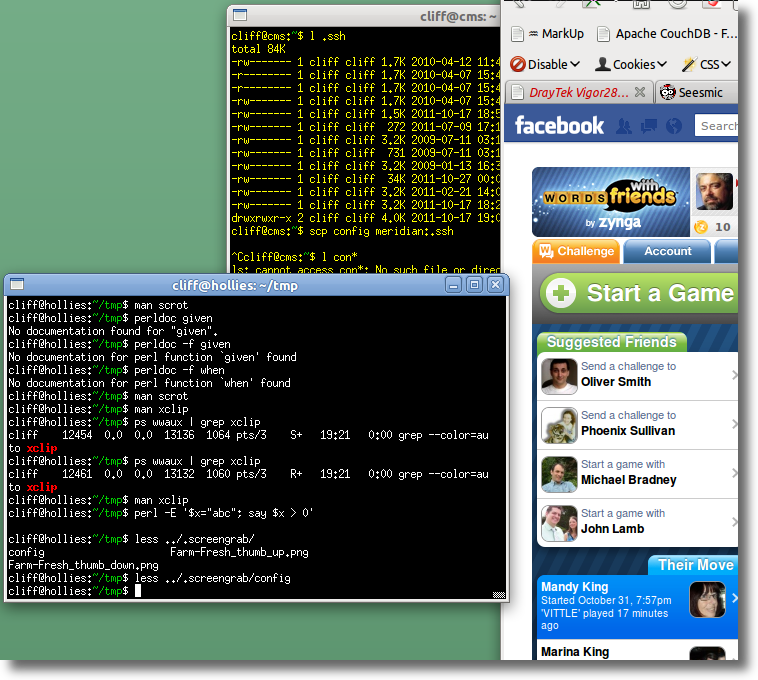 cliff@cms: ~
cliff@cms:~$ l .ssh
total 84K
-rw------- 1 cliff cliff 1.7K 2010-04-12 11:4
-r-------- 1 cliff cliff 1.7K 2010-04-07 15:4
-r-------- 1 cliff cliff 1.7K 2010-04-07 15:4
-rw------- 1 cliff cliff 1.7K 2010-04-07 15:4
-rw------- 1 cliff cliff 1.5K 2011-10-17 18:5
-rw------- 1 cliff cliff  272 2011-07-09 17:1
-rw------- 1 cliff cliff 3.2K 2009-07-11 03:1
-rw------- 1 cliff cliff  731 2009-07-11 03:1
-rw------- 1 cliff cliff 3.2K 2009-01-13 16:3
-rw------- 1 cliff cliff  34K 2011-10-27 00:0
-rw------- 1 cliff cliff 3.2K 2011-02-21 14:0
-rw------- 1 cliff cliff 3.2K 2011-10-17 18:2
drwxrwxr-x 2 cliff cliff 4.0K 2011-10-17 19:0
cliff@cms:~$ scp config meridian:.ssh
^Ccliff@cms:~$ l con*
ls: cannot access con*: No such file or direc
cliff@hollies: ~/tmp
cliff@hollies:~/tmp$ man scrot
cliff@hollies:~/tmp$ perldoc given
No documentation found for "given".
cliff@hollies:~/tmp$ perldoc -f given
No documentation for perl function `given' found
cliff@hollies:~/tmp$ perldoc -f when
No documentation for perl function `when' found
cliff@hollies:~/tmp$ man scrot
cliff@hollies:~/tmp$ man xclip
cliff@hollies:~/tmp$ ps wwaux | grep xclip
cliff    12454  0.0  0.0  13136  1064 pts/3    S+   19:21   0:00 grep --color=au
to xclip
cliff@hollies:~/tmp$ ps wwaux | grep xclip
cliff    12461  0.0  0.0  13132  1060 pts/3    R+   19:21   0:00 grep --color=au
to xclip
cliff@hollies:~/tmp$ man xclip
cliff@hollies:~/tmp$ perl -E '$x="abc"; say $x > 0'
cliff@hollies:~/tmp$ less ../.screengrab/
config                   Farm-Fresh_thumb_up.png
Farm-Fresh_thumb_down.png
cliff@hollies:~/tmp$ less ../.screengrab/config
cliff@hollies:~/tmp$
MarkUp Apache CouchDB - F...
Disable Cookies CSS
DrayTek Vigor28... Seesmic
facebook Search
WORDS with friends
by zynga
10
Challenge Account
Start a Game
Suggested Friends
Send a challenge to
Oliver Smith
Send a challenge to
Phoenix Sullivan
Start a game with
Michael Bradney
Start a game with
John Lamb
Their Move
Mandy King
Started October 31, 7:57pm
'VITTLE' played 17 minutes
ago
Marina King